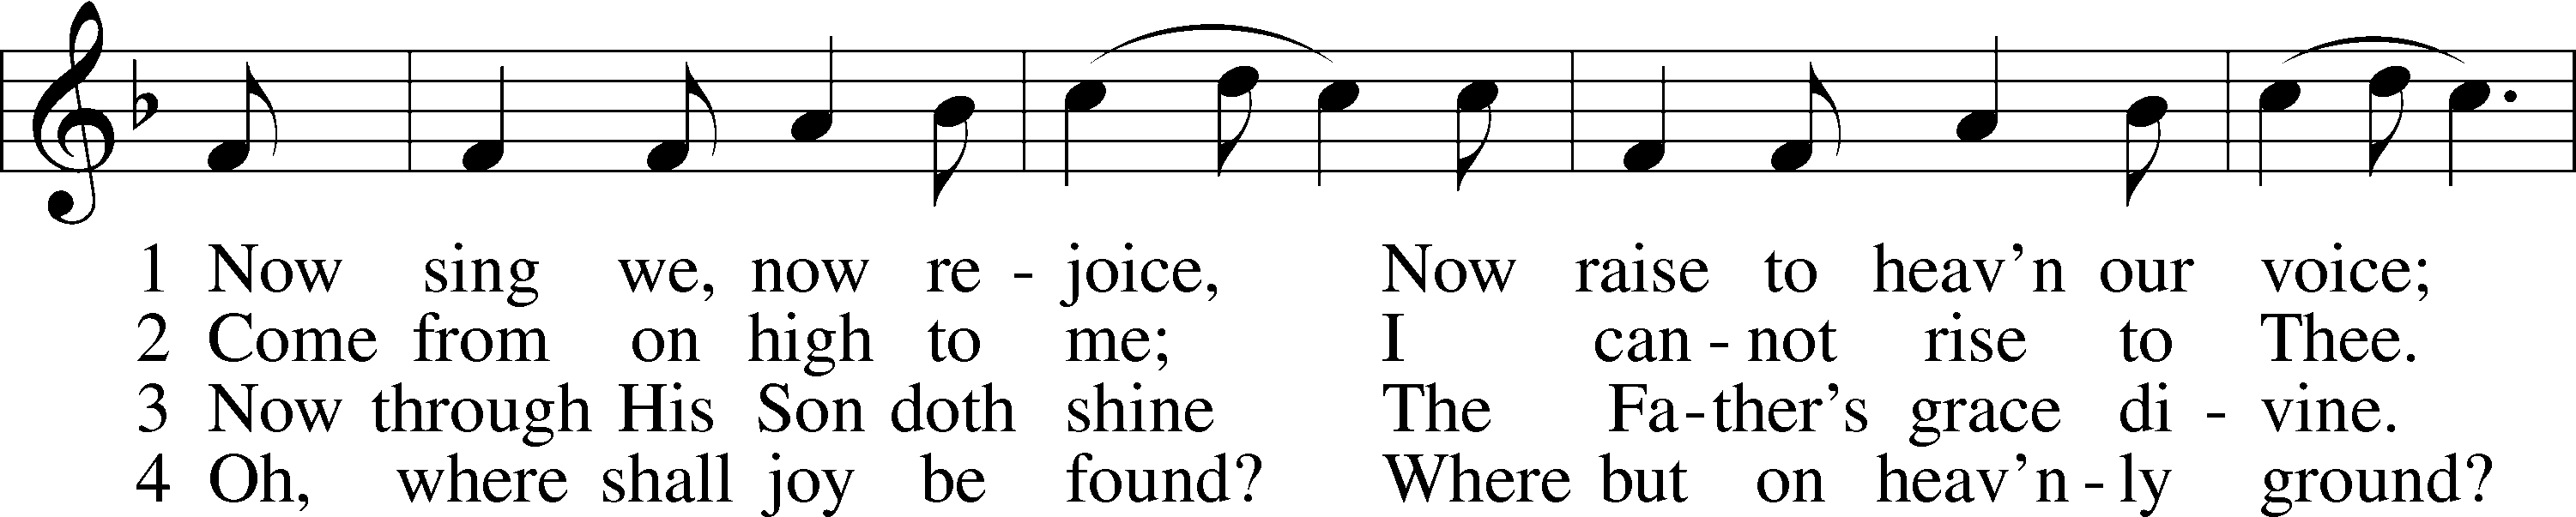 1 Now sing we, now re - joice, Now raise to heav’n our voice;
2 Come from on high to me; I can - not rise to Thee.
3 Now through His Son doth shine The Fa - ther’s grace di - vine.
4 Oh, where shall joy be found? Where but on heav’n - ly ground?